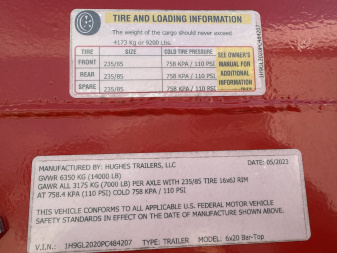 TIRE AND LOADING INFORMATION
The weight of the cargo should never exceed
4173 Kg or 9200 Lbs.
TIRE SIZE COLD TIRE PRESSURE
FRONT 235/85 758 KPA / 110 PSI
REAR 235/85 758 KPA / 110 PSI
SPARE 235/85 758 KPA / 110 PSI
SEE OWNER'S
MANUAL FOR
ADDITIONAL
INFORMATION
1H9GL2020PC484207
MANUFACTURED BY: HUGHES TRAILERS, LLC DATE: 05/2023
GVWR 6350 KG (14000 LB)
GAWR ALL 3175 KG (7000 LB) PER AXLE WITH 235/85 TIRE 16x6J RIM
AT 758.4 KPA (110 PSI) COLD 758 KPA / 110 PSI
THIS VEHICLE CONFORMS TO ALL APPLICABLE U.S. FEDERAL MOTOR VEHICLE
SAFETY STANDARDS IN EFFECT ON THE DATE OF MANUFACTURE SHOWN ABOVE.
V.I.N.: 1H9GL2020PC484207 TYPE: TRAILER MODEL: 6x20 Bar-Top